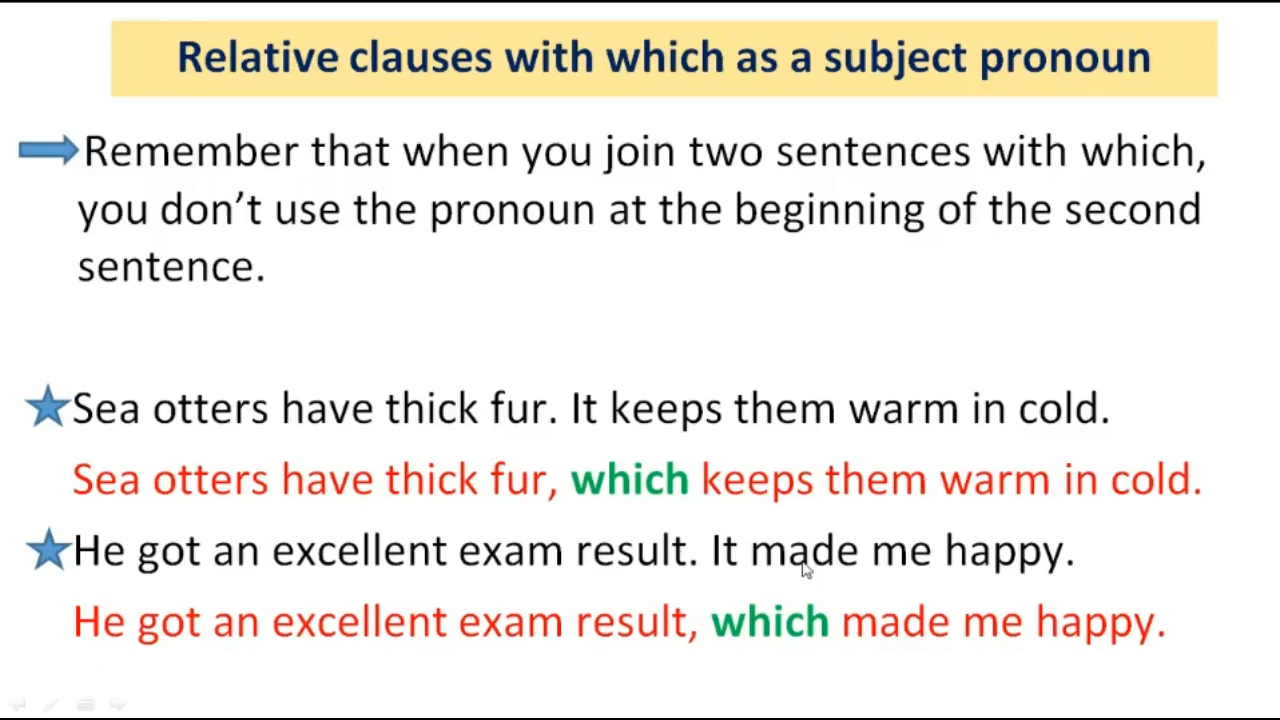 Relative clauses with which as a subject pronoun
Remember that when you join two sentences with which,
you don’t use the pronoun at the beginning of the second
sentence.
Sea otters have thick fur. It keeps them warm in cold.
Sea otters have thick fur, which keeps them warm in cold.
He got an excellent exam result. It made me happy.
He got an excellent exam result, which made me happy.